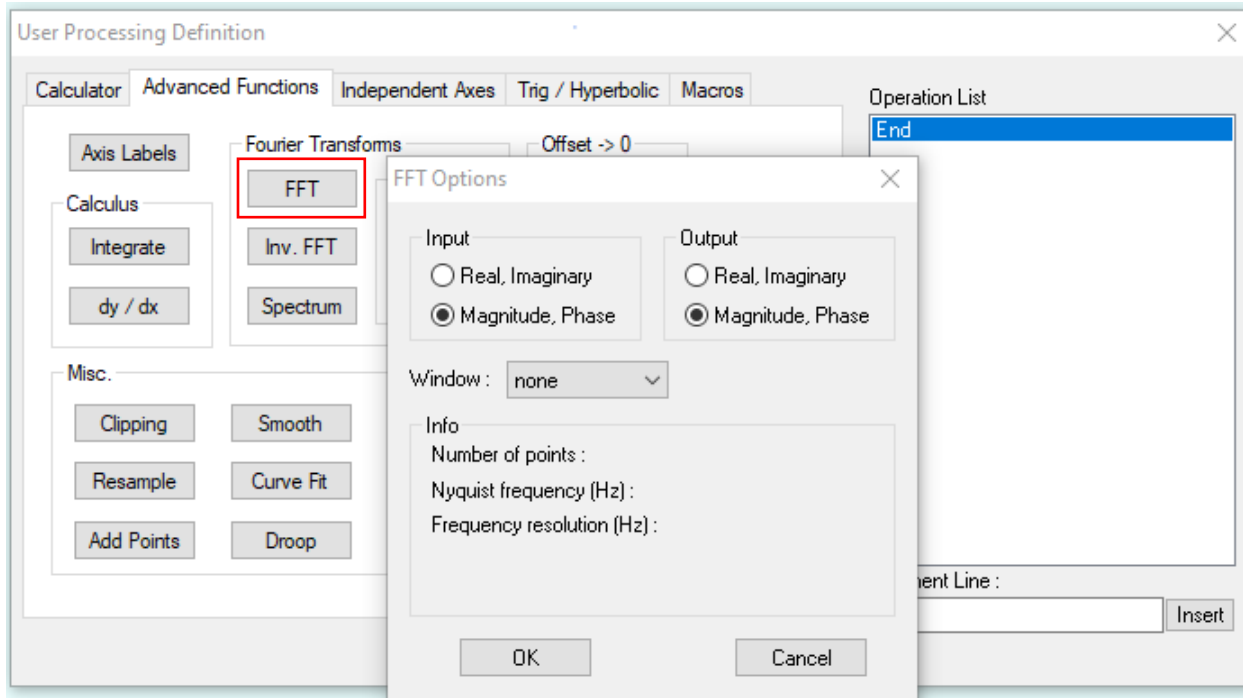 User Processing Definition
Calculator Advanced Functions Independent Axes Trig / Hyperbolic Macros
Operation List
End
Axis Labels
Fourier Transforms
Offset -> 0
FFT
Calculus
Integrate
Inv. FFT
dy / dx
Spectrum
Misc.
Clipping
Smooth
Resample
Curve Fit
Add Points
Droop
FFT Options
Input
Real, Imaginary
Magnitude, Phase
Output
Real, Imaginary
Magnitude, Phase
Window : none
Info
Number of points :
Nyquist frequency (Hz) :
Frequency resolution (Hz) :
OK
Cancel
Line :
Insert